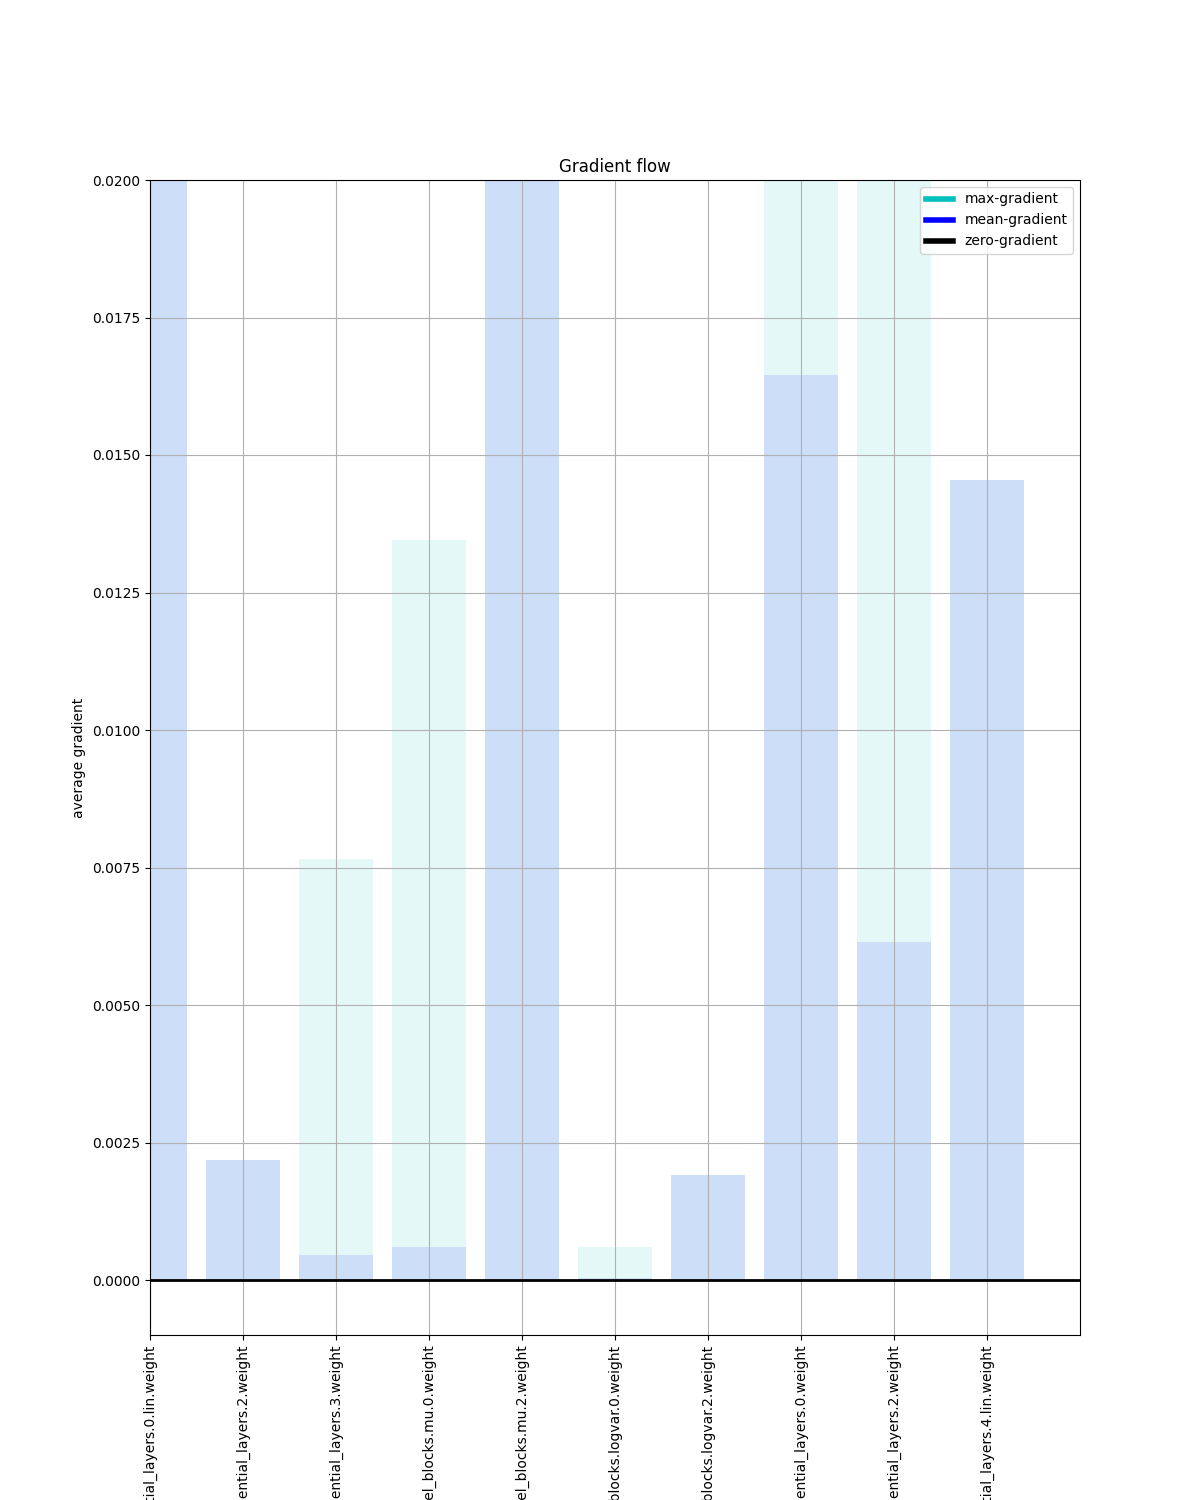 Gradient flow
max-gradient
mean-gradient
zero-gradient
average gradient
0.0200
0.0175
0.0150
0.0125
0.0100
0.0075
0.0050
0.0025
0.0000
tial_layers.0.lin.weight
ential_layers.2.weight
ential_layers.3.weight
el_blocks.mu.0.weight
el_blocks.mu.2.weight
blocks.logvar.0.weight
blocks.logvar.2.weight
ential_layers.0.weight
ential_layers.2.weight
tial_layers.4.lin.weight